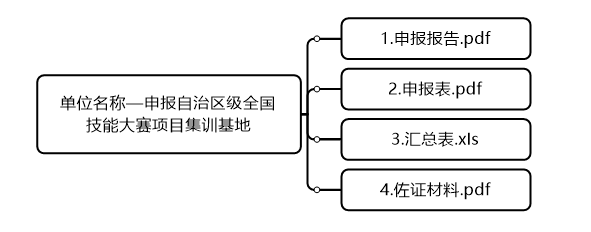 单位名称—申报自治区级全国
技能大赛项目集训基地
1.申报报告.pdf
2.申报表.pdf
3.汇总表.xls
4.佐证材料.pdf